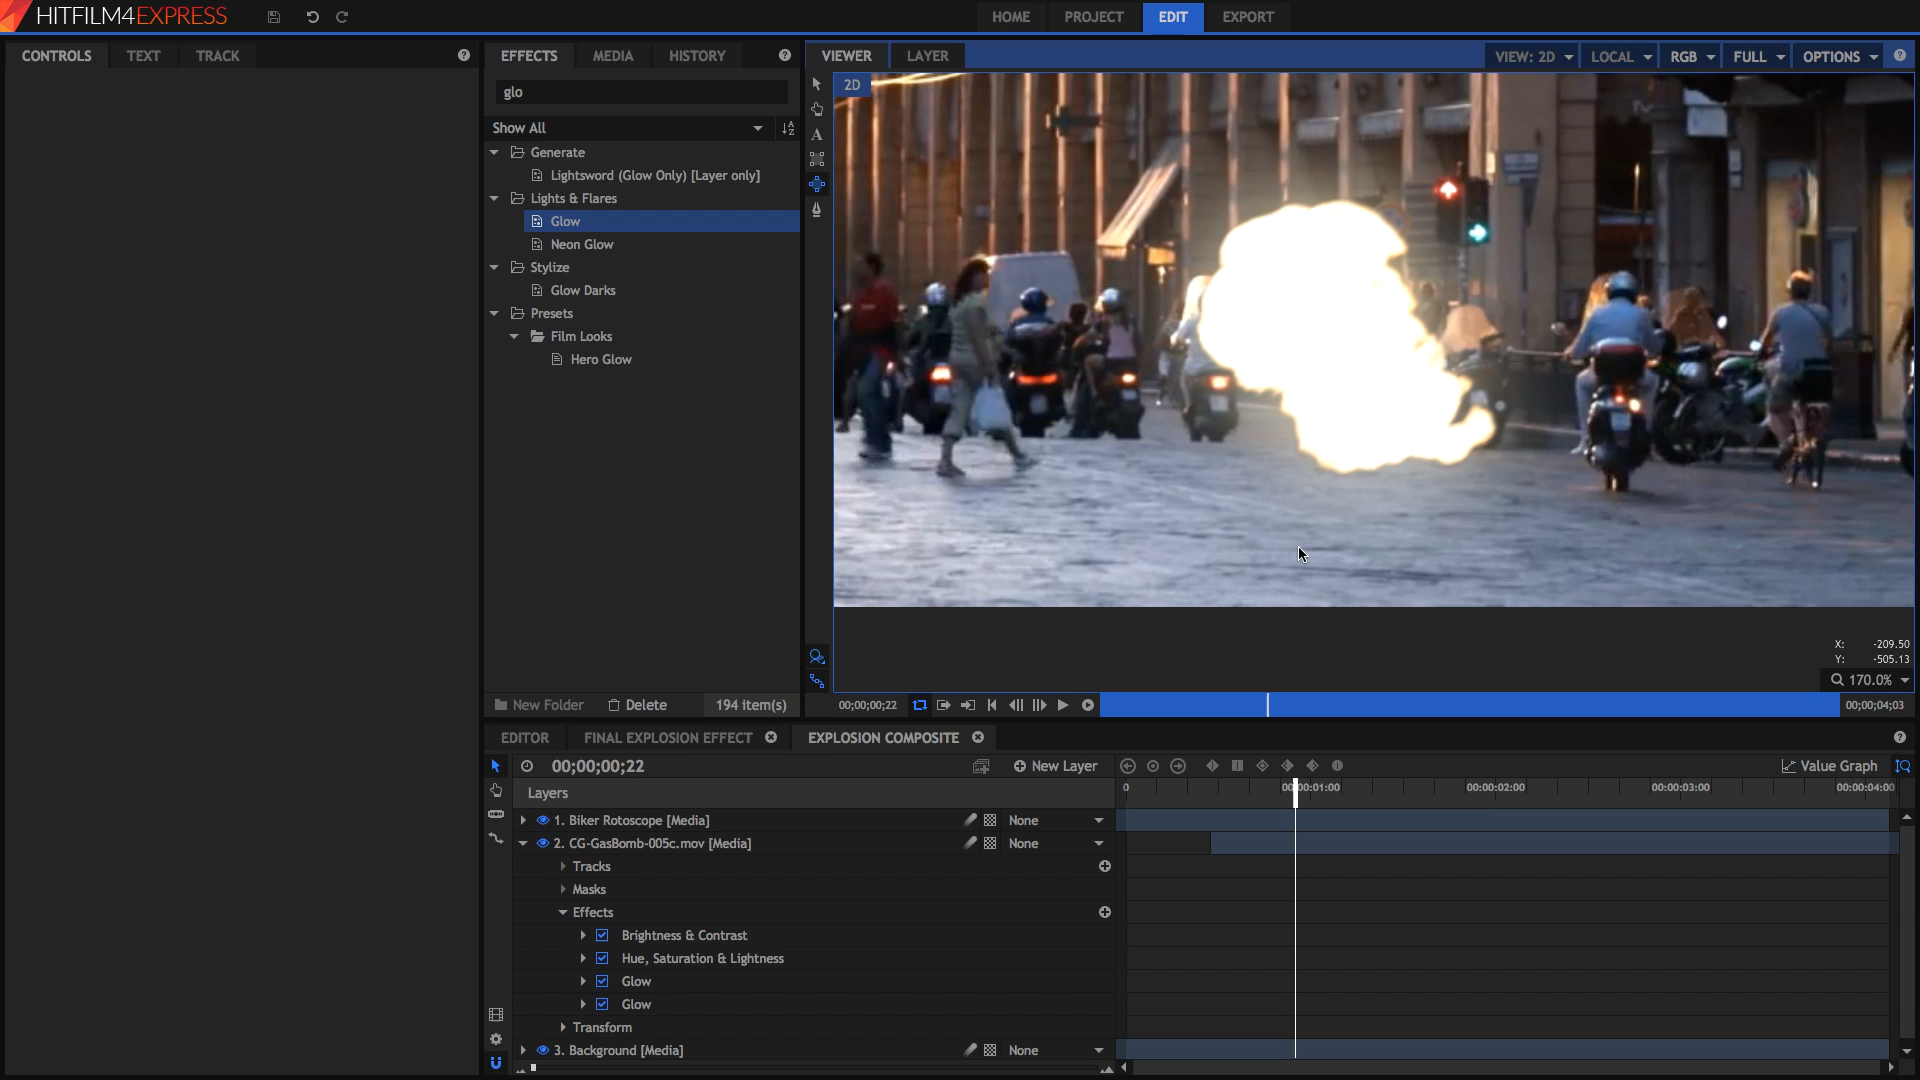 HITFILM4EXPRESS
HOME PROJECT EDIT EXPORT
CONTROLS TEXT TRACK
EFFECTS MEDIA HISTORY
VIEWER LAYER VIEW: 2D LOCAL RGB FULL OPTIONS
glo
Show All
Generate
Lightsword (Glow Only) [Layer only]
Lights & Flares
Glow
Neon Glow
Stylize
Glow Darks
Presets
Film Looks
Hero Glow
New Folder Delete 194 item(s)
2D
X: -209.50
Y: -505.13
170.0%
00;00;00;22 00;00;04;03
EDITOR FINAL EXPLOSION EFFECT EXPLOSION COMPOSITE
00;00;00;22 New Layer Value Graph
0 00:00:01:00 00:00:02:00 00:00:03:00 00:00:04:00
Layers
1. Biker Rotoscope [Media] None
2. CG-GasBomb-005c.mov [Media] None
Tracks
Masks
Effects
Brightness & Contrast
Hue, Saturation & Lightness
Glow
Glow
Transform
3. Background [Media] None